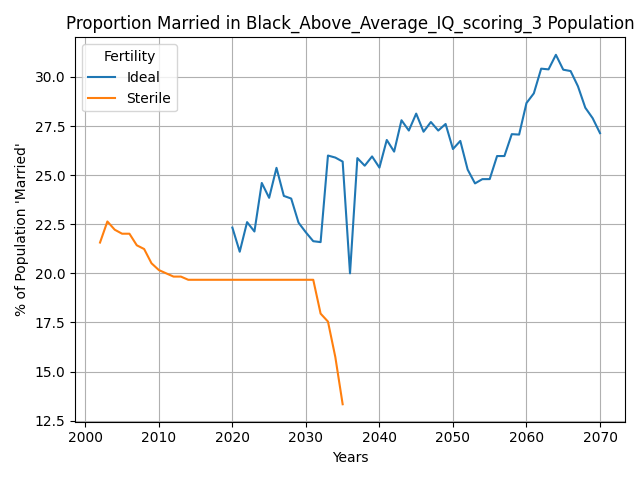 Proportion Married in Black_Above_Average_IQ_scoring_3 Population
Fertility
Ideal
Sterile
% of Population 'Married'
30.0
27.5
25.0
22.5
20.0
17.5
15.0
12.5
2000 2010 2020 2030 2040 2050 2060 2070
Years